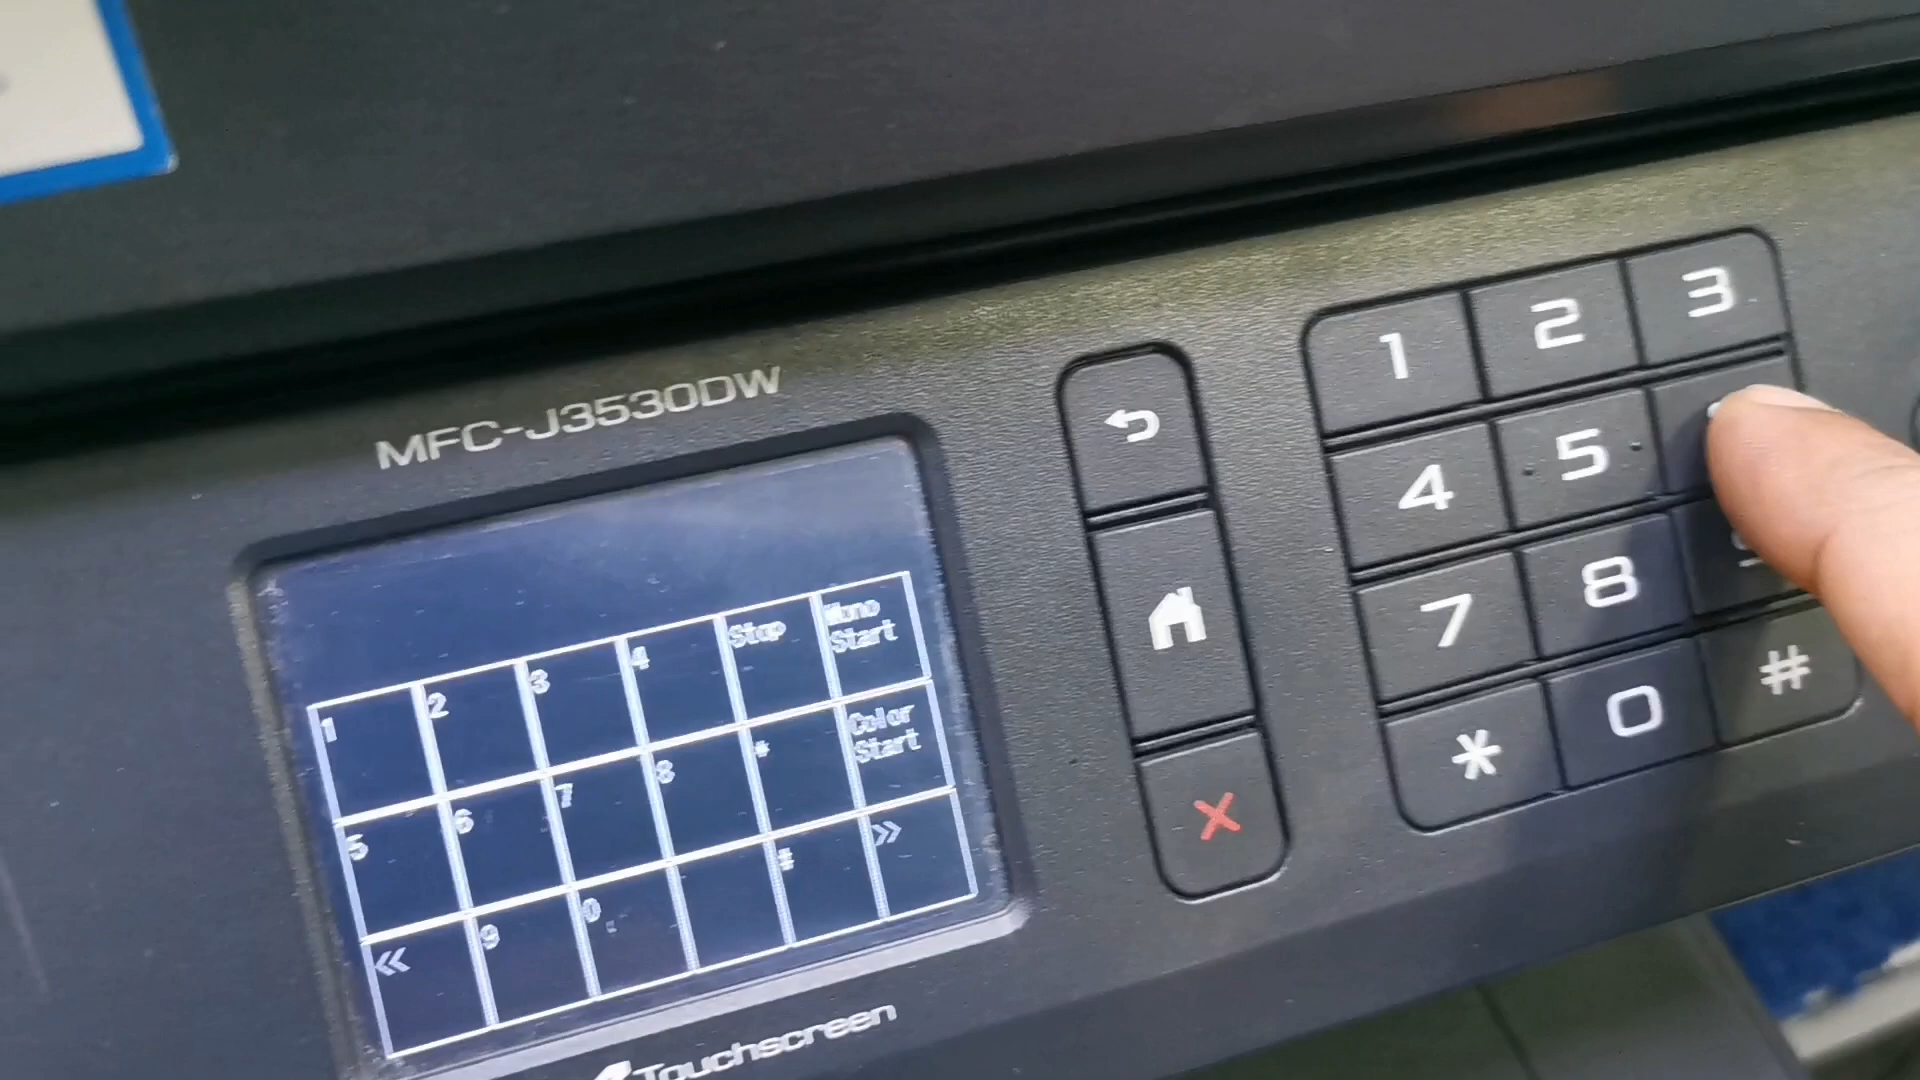 MFC-J3530DW
1 2 3 4 Stop Mono Start
5 6 7 8 * Color Start
« 9 0 # »
Touchscreen
1 2 3
4 5
7 8
* 0 #